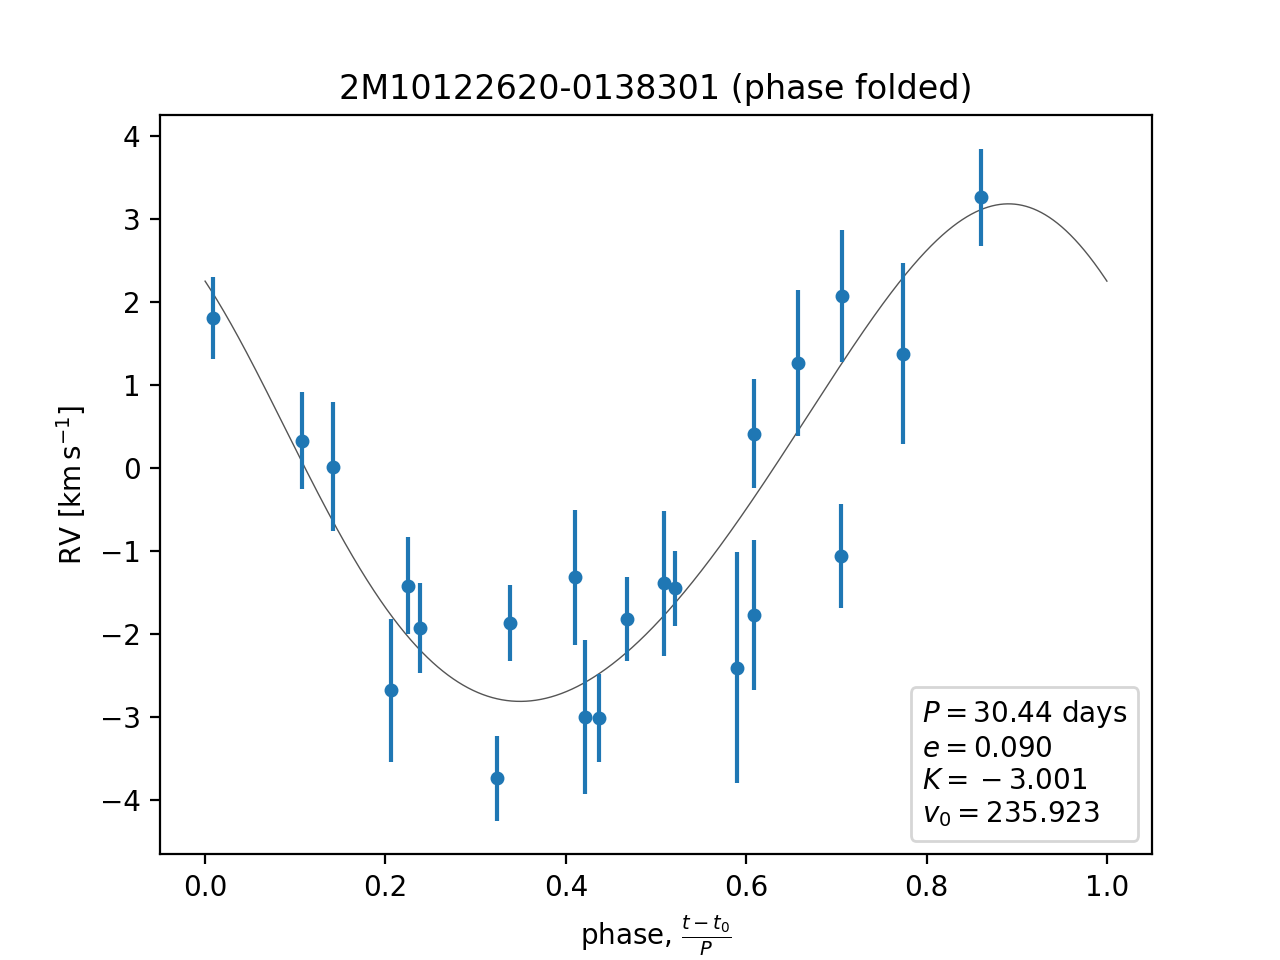 2M10122620-0138301 (phase folded)
4
3
2
1
0
−1
−2
−3
−4
RV [km s⁻¹]
P = 30.44 days
e = 0.090
K = −3.001
v₀ = 235.923
0.0 0.2 0.4 0.6 0.8 1.0
phase, (t − t₀)/P